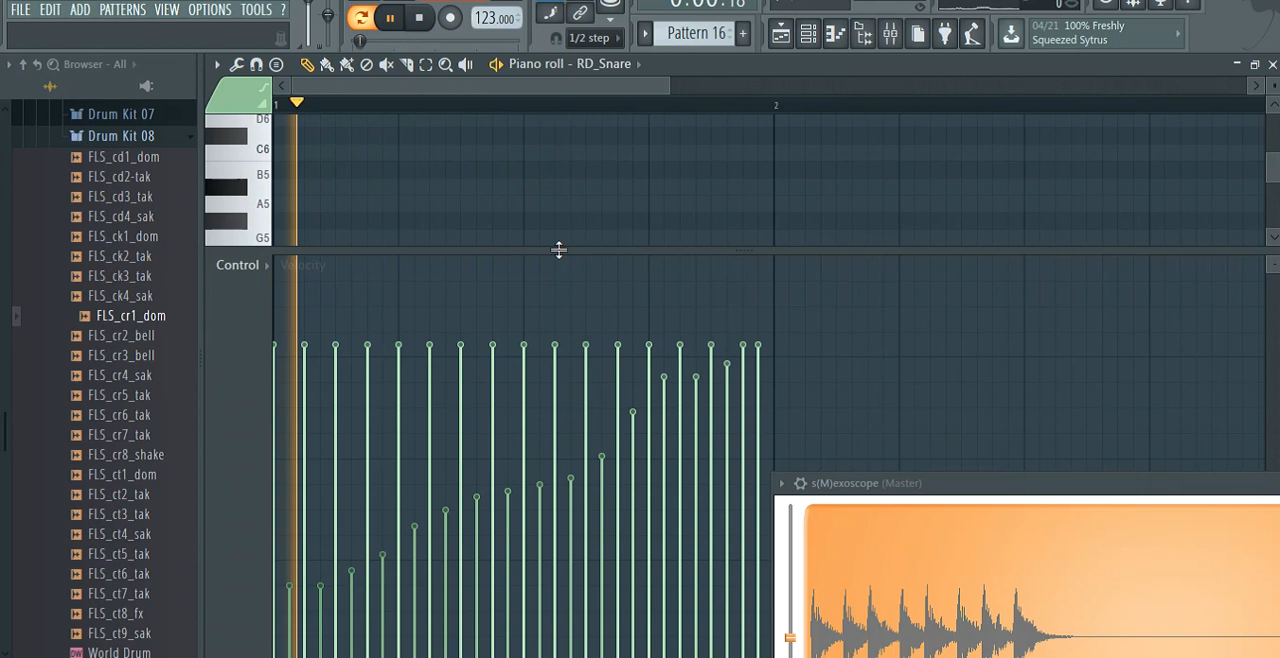 FILE EDIT ADD PATTERNS VIEW OPTIONS TOOLS ?
123.000
1/2 step
Pattern 16
04/21 100% Freshly
Squeezed Sytrus
Browser - All
Piano roll - RD_Snare
1
2
Drum Kit 07
Drum Kit 08
FLS_cd1_dom
FLS_cd2-tak
FLS_cd3_tak
FLS_cd4_sak
FLS_ck1_dom
FLS_ck2_tak
FLS_ck3_tak
FLS_ck4_sak
FLS_cr1_dom
FLS_cr2_bell
FLS_cr3_bell
FLS_cr4_sak
FLS_cr5_tak
FLS_cr6_tak
FLS_cr7_tak
FLS_cr8_shake
FLS_ct1_dom
FLS_ct2_tak
FLS_ct3_tak
FLS_ct4_sak
FLS_ct5_tak
FLS_ct6_tak
FLS_ct7_tak
FLS_ct8_fx
FLS_ct9_sak
World Drum
D6
C6
B5
A5
G5
Control
Velocity
s(M)exoscope (Master)